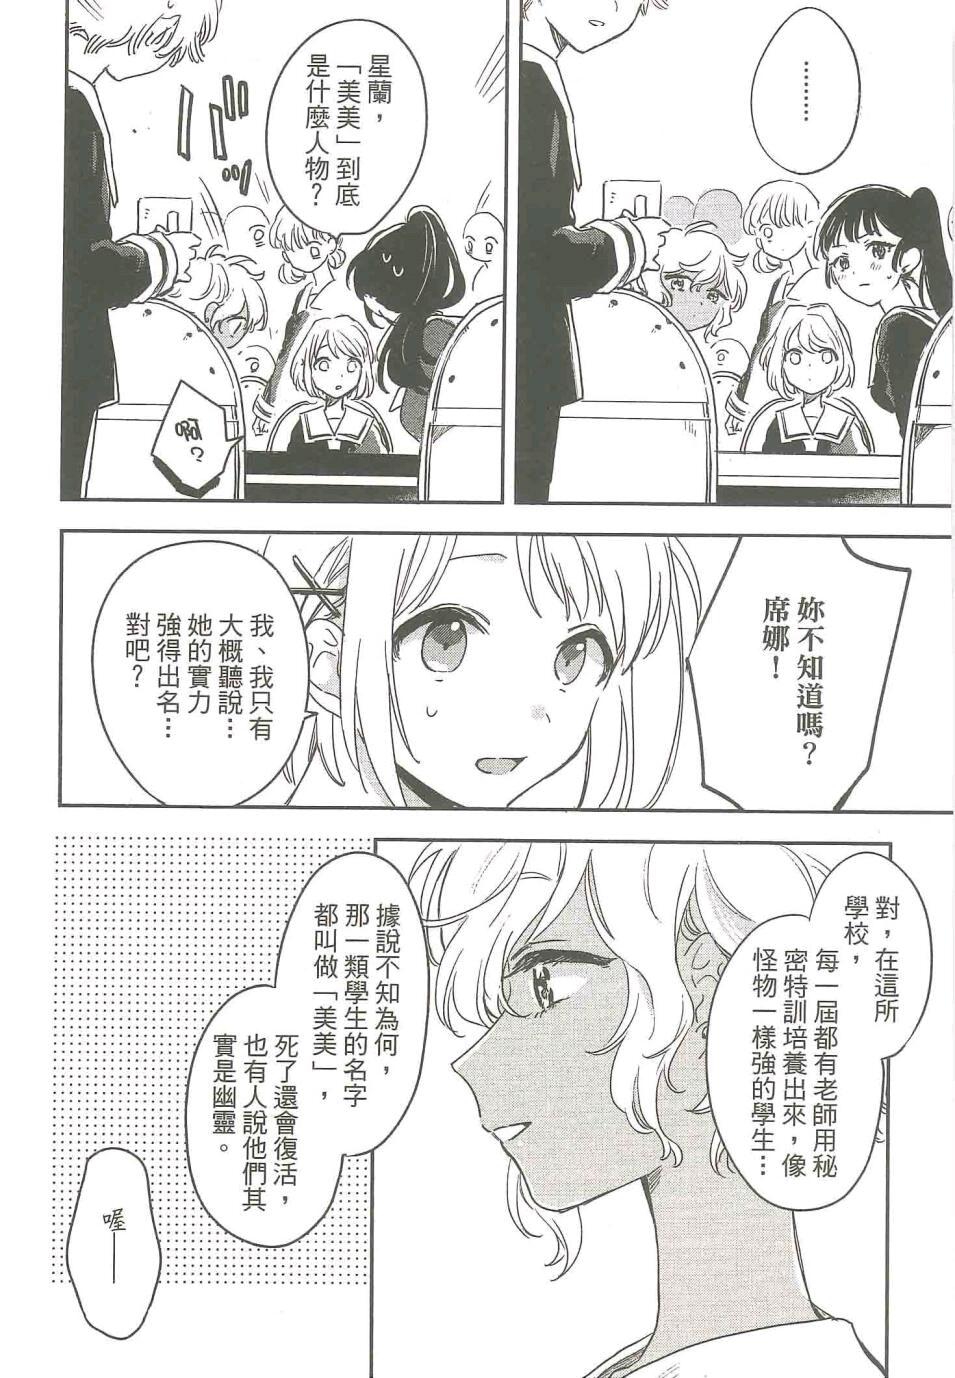 ………
星蘭，
「美美」到底
是什麼人物？
啊？
妳不知道嗎？
席娜！
我、我只有
大概聽說…
她的實力
強得出名…
對吧？
對，在這所
學校，
每一屆都有老師用秘
密特訓培養出來，像
怪物一樣強的學生…
據說不知為何，
那一類學生的名字
都叫做「美美」，
死了還會復活，
也有人說他們其
實是幽靈。
喔──